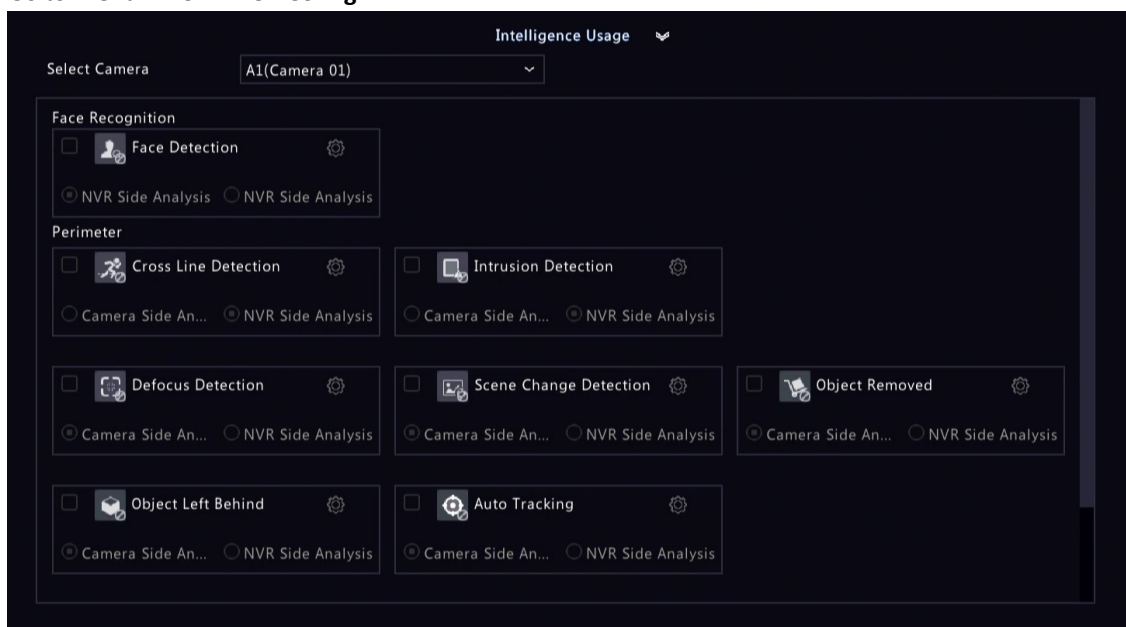 Intelligence Usage
Select Camera A1(Camera 01)
Face Recognition
Face Detection
NVR Side Analysis NVR Side Analysis
Perimeter
Cross Line Detection Intrusion Detection
Camera Side An... NVR Side Analysis Camera Side An... NVR Side Analysis
Defocus Detection Scene Change Detection Object Removed
Camera Side An... NVR Side Analysis Camera Side An... NVR Side Analysis Camera Side An... NVR Side Analysis
Object Left Behind Auto Tracking
Camera Side An... NVR Side Analysis Camera Side An... NVR Side Analysis